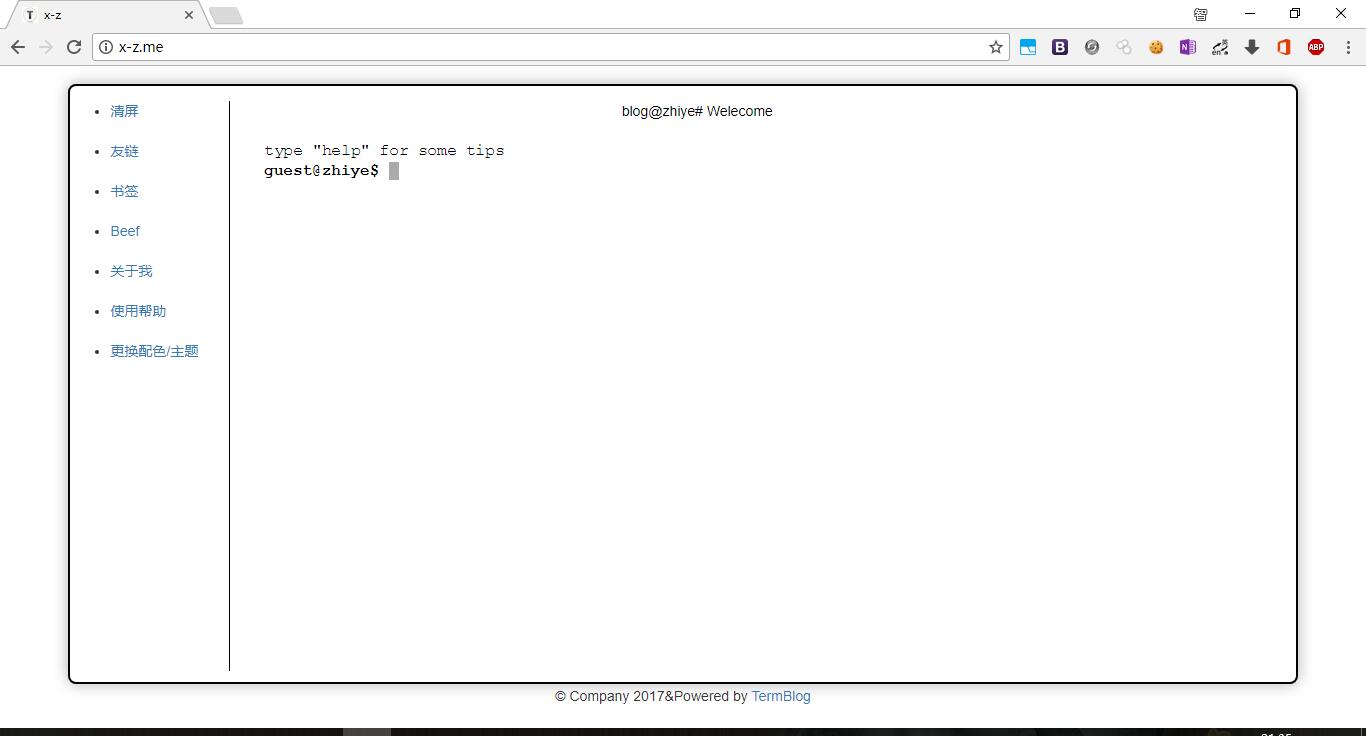 x-z
智
x-z.me
清屏
友链
书签
Beef
关于我
使用帮助
更换配色/主题
blog@zhiye# Welecome
type "help" for some tips
guest@zhiye$
© Company 2017&Powered by TermBlog